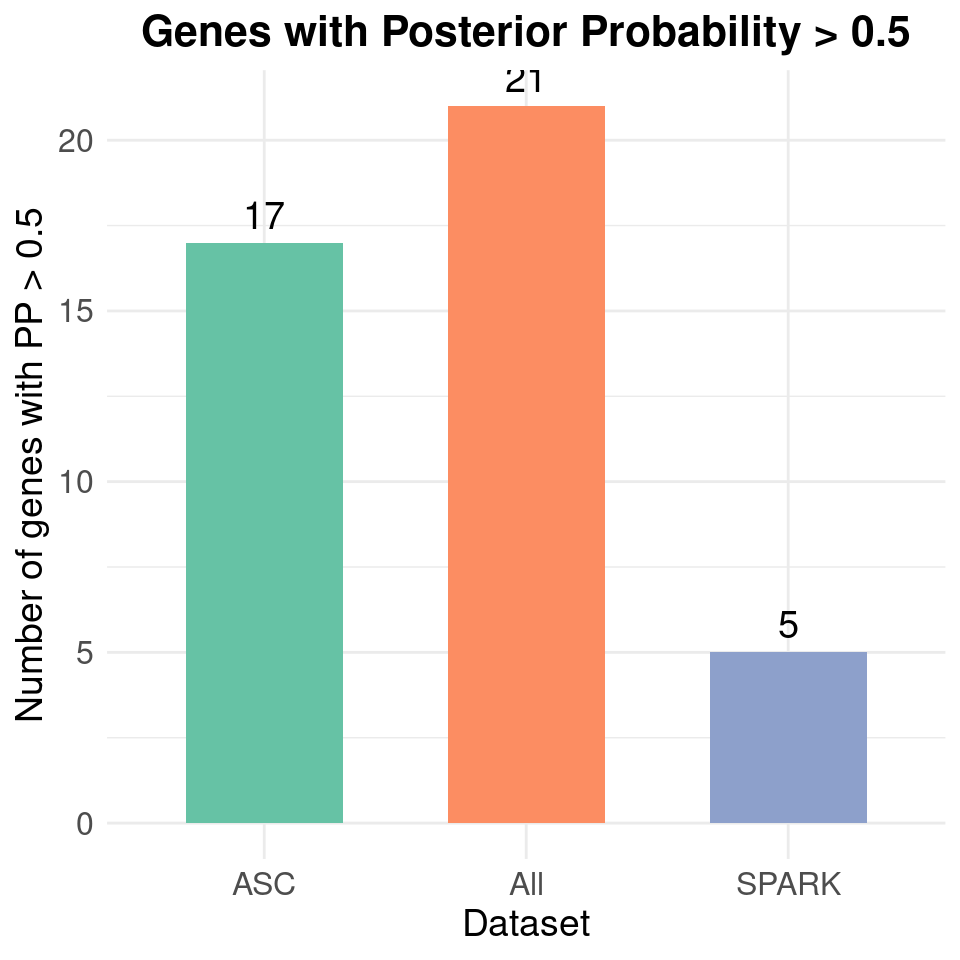 Genes with Posterior Probability > 0.5
Number of genes with PP > 0.5
20
15
10
5
0
17
21
5
ASC
All
SPARK
Dataset